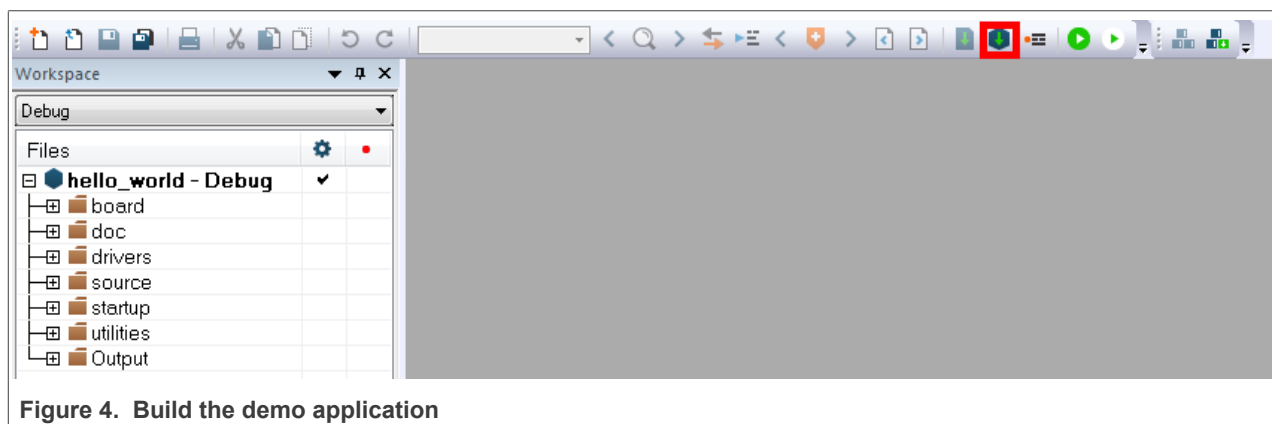 Workspace
Debug
Files
hello_world - Debug
board
doc
drivers
source
startup
utilities
Output
Figure 4. Build the demo application